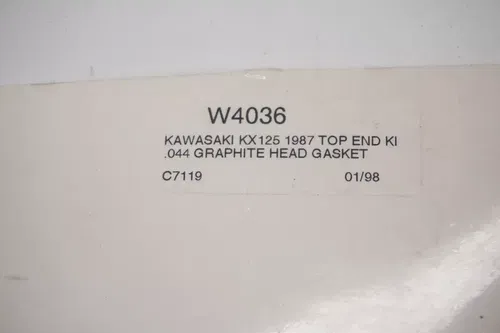 W4036
KAWASAKI KX125 1987 TOP END KI
.044 GRAPHITE HEAD GASKET
C7119 01/98